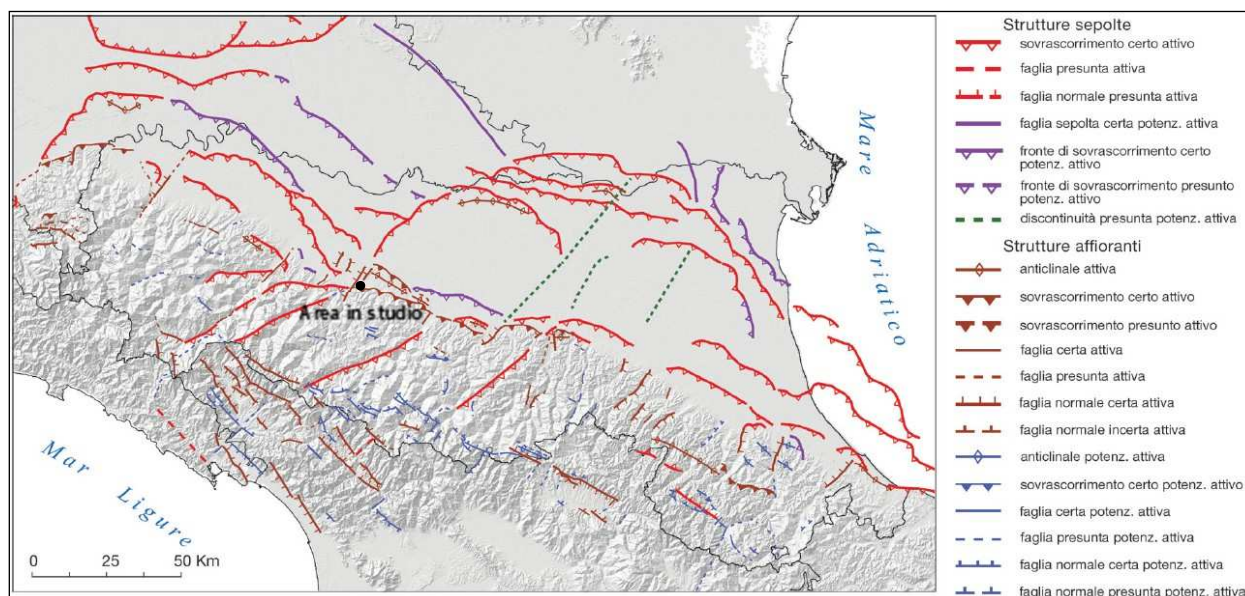 Mare
Adriatico
Area in studio
Mar Ligure
0 25 50 Km
Strutture sepolte
sovrascorrimento certo attivo
faglia presunta attiva
faglia normale presunta attiva
faglia sepolta certa potenz. attiva
fronte di sovrascorrimento certo
potenz. attivo
fronte di sovrascorrimento presunto
potenz. attivo
discontinuità presunta potenz. attiva
Strutture affioranti
anticlinale attiva
sovrascorrimento certo attivo
sovrascorrimento presunto attivo
faglia certa attiva
faglia presunta attiva
faglia normale certa attiva
faglia normale incerta attiva
anticlinale potenz. attiva
sovrascorrimento certo potenz. attivo
faglia certa potenz. attiva
faglia presunta potenz. attiva
faglia normale certa potenz. attiva
faglia normale presunta potenz. attiva